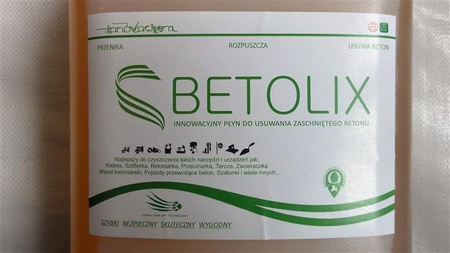 Innovachem
PRZENIKA ROZPUSZCZA USUWA BETON
BETOLIX
INNOWACYJNY PŁYN DO USUWANIA ZASCHNIĘTEGO BETONU
Najlepszy do czyszczenia takich narzędzi i urządzeń jak:
Kielnia, Szlifierka, Betoniarka, Przecinarka, Tarcza, Zacieraczka
Węzeł betoniarski, Pojazdy przewożące beton, Szalunki i wiele innych...
SZYBKI BEZPIECZNY SKUTECZNY WYGODNY